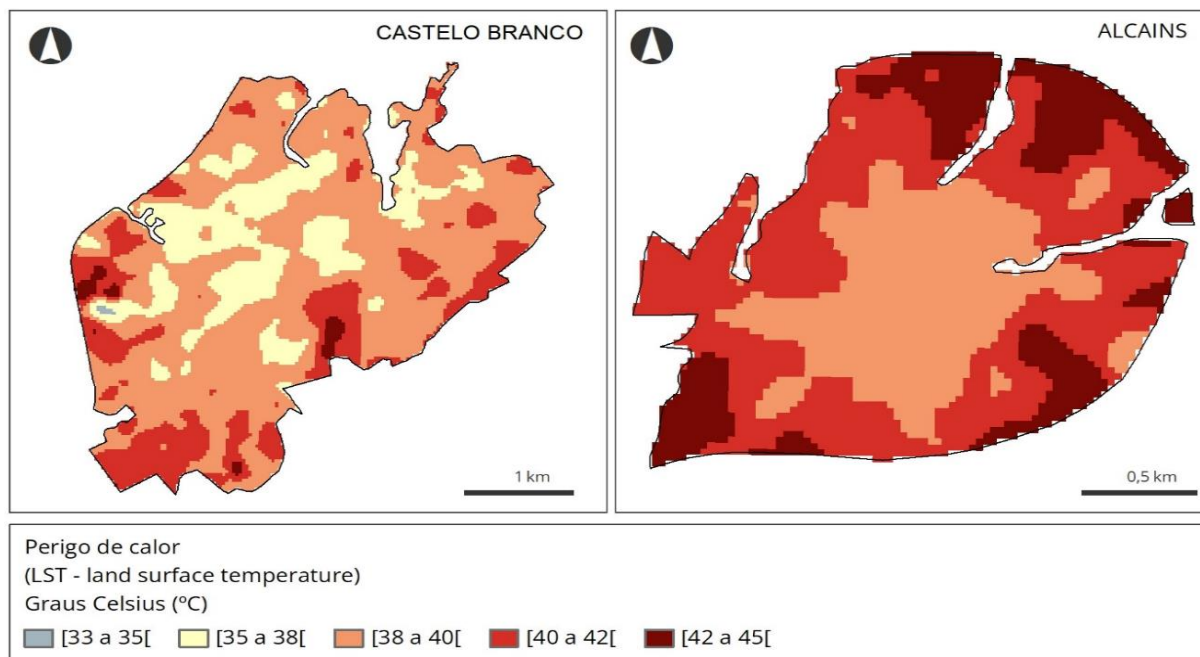 CASTELO BRANCO
ALCAINS
1 km
0,5 km
Perigo de calor
(LST - land surface temperature)
Graus Celsius (ºC)
[33 a 35[ [35 a 38[ [38 a 40[ [40 a 42[ [42 a 45[